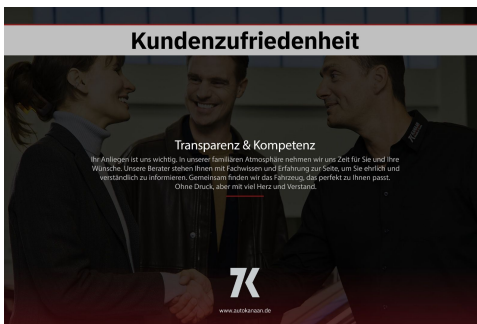 Kundenzufriedenheit
Transparenz & Kompetenz
Ihr Anliegen ist uns wichtig. In unserer familiären Atmosphäre nehmen wir uns Zeit für Sie und Ihre
Wünsche. Unsere Berater stehen Ihnen mit Fachwissen und Erfahrung zur Seite, um Sie ehrlich und
verständlich zu informieren. Gemeinsam finden wir das Fahrzeug, das perfekt zu Ihnen passt.
Ohne Druck, aber mit viel Herz und Verstand.
7K
www.autokanaan.de